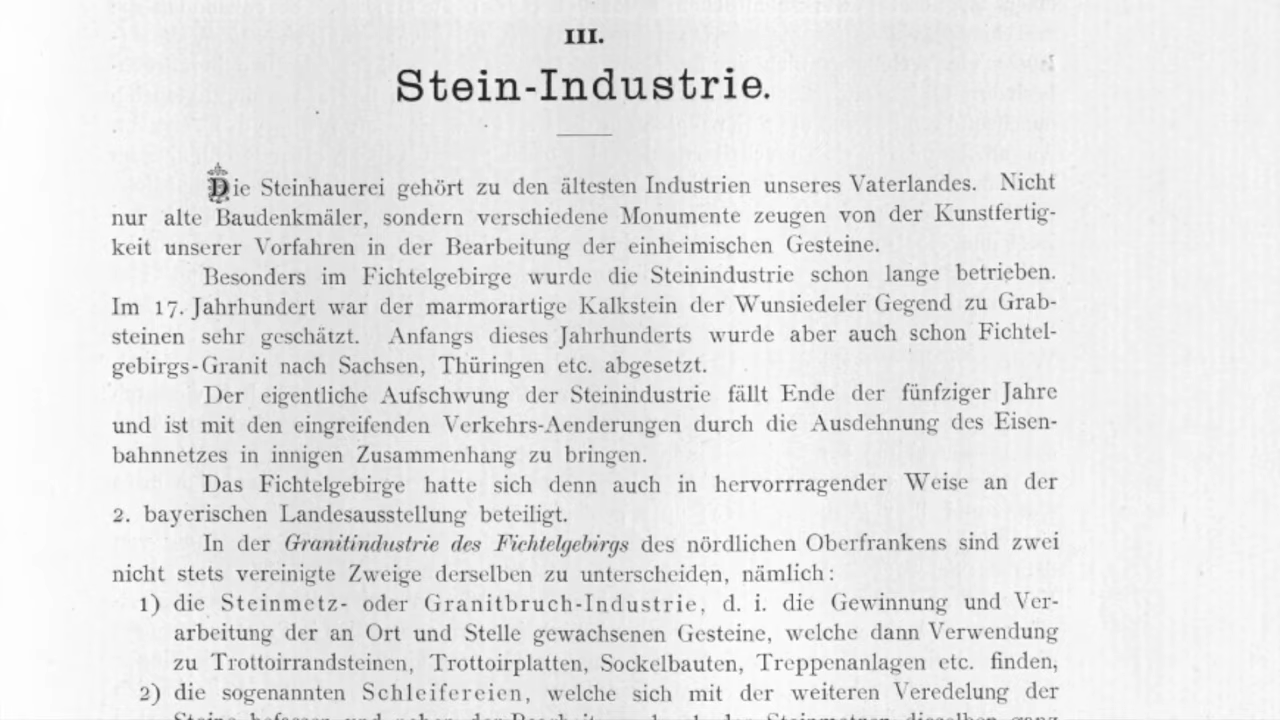 III.
Stein-Industrie.
Die Steinhauerei gehört zu den ältesten Industrien unseres Vaterlandes. Nicht
nur alte Baudenkmäler, sondern verschiedene Monumente zeugen von der Kunstfertig-
keit unserer Vorfahren in der Bearbeitung der einheimischen Gesteine.
Besonders im Fichtelgebirge wurde die Steinindustrie schon lange betrieben.
Im 17. Jahrhundert war der marmorartige Kalkstein der Wunsiedeler Gegend zu Grab-
steinen sehr geschätzt. Anfangs dieses Jahrhunderts wurde aber auch schon Fichtel-
gebirgs-Granit nach Sachsen, Thüringen etc. abgesetzt.
Der eigentliche Aufschwung der Steinindustrie fällt Ende der fünfziger Jahre
und ist mit den eingreifenden Verkehrs-Aenderungen durch die Ausdehnung des Eisen-
bahnnetzes in innigen Zusammenhang zu bringen.
Das Fichtelgebirge hatte sich denn auch in hervorrragender Weise an der
2. bayerischen Landesausstellung beteiligt.
In der Granitindustrie des Fichtelgebirgs des nördlichen Oberfrankens sind zwei
nicht stets vereinigte Zweige derselben zu unterscheiden, nämlich:
1) die Steinmetz- oder Granitbruch-Industrie, d. i. die Gewinnung und Ver-
arbeitung der an Ort und Stelle gewachsenen Gesteine, welche dann Verwendung
zu Trottoirrandsteinen, Trottoirplatten, Sockelbauten, Treppenanlagen etc. finden,
2) die sogenannten Schleifereien, welche sich mit der weiteren Veredelung der